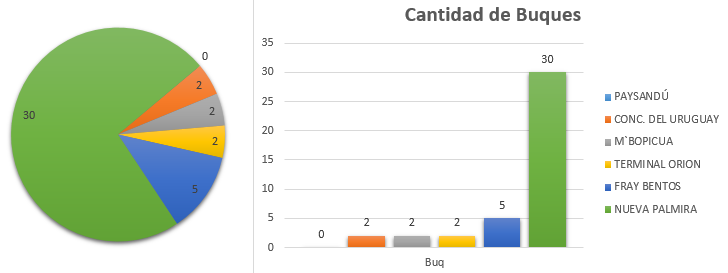 0
2
2
2
5
30
Cantidad de Buques
35
30
25
20
15
10
5
0
0
2
2
2
5
30
Buq
PAYSANDÚ
CONC. DEL URUGUAY
M`BOPICUA
TERMINAL ORION
FRAY BENTOS
NUEVA PALMIRA